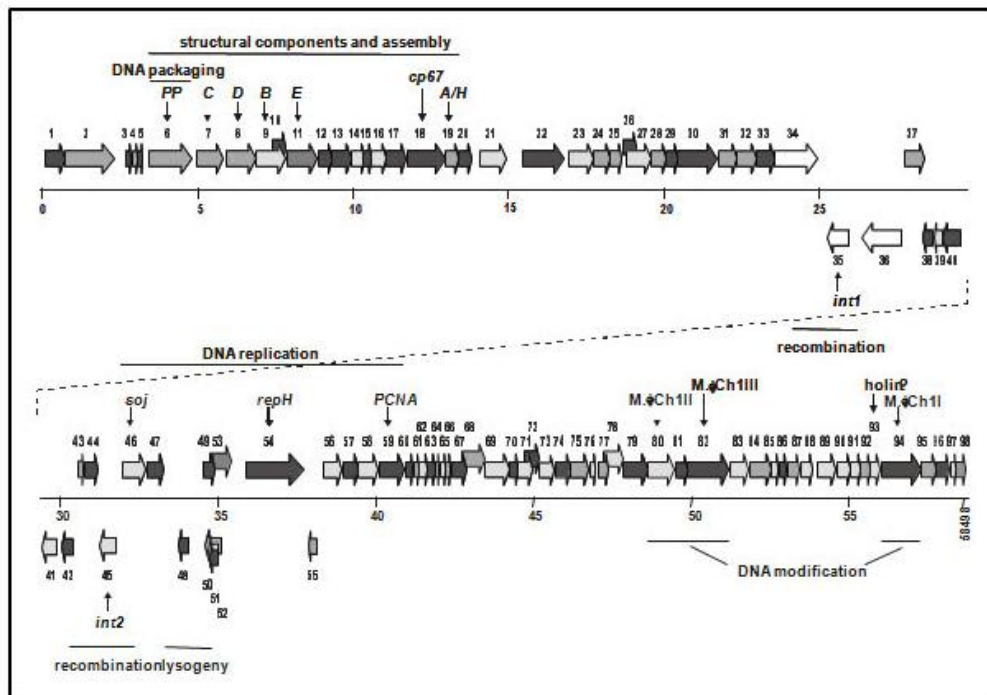 structural components and assembly
DNA packaging
PP C D B E cp67 A/H
10 26
1 2 3 4 5 6 7 8 9 11 12 13 14 15 16 17 18 19 20 21 22 23 24 25 27 28 29 30 31 32 33 34 37
0 5 10 15 20 25
35 36 38 39 40
int1
recombination
DNA replication
soj repH PCNA M.ϕCh1II M.ϕCh1III holin? M.ϕCh1I
62 64 66 68 72 78 93
43 44 46 47 49 53 54 56 57 58 59 60 61 63 65 67 69 70 71 73 74 75 76 77 79 80 81 82 83 84 85 86 87 88 89 90 91 92 94 95 96 97 98
30 35 40 45 50 55 58498
41 42 45 48 50 55
51
52
int2
DNA modification
recombination lysogeny